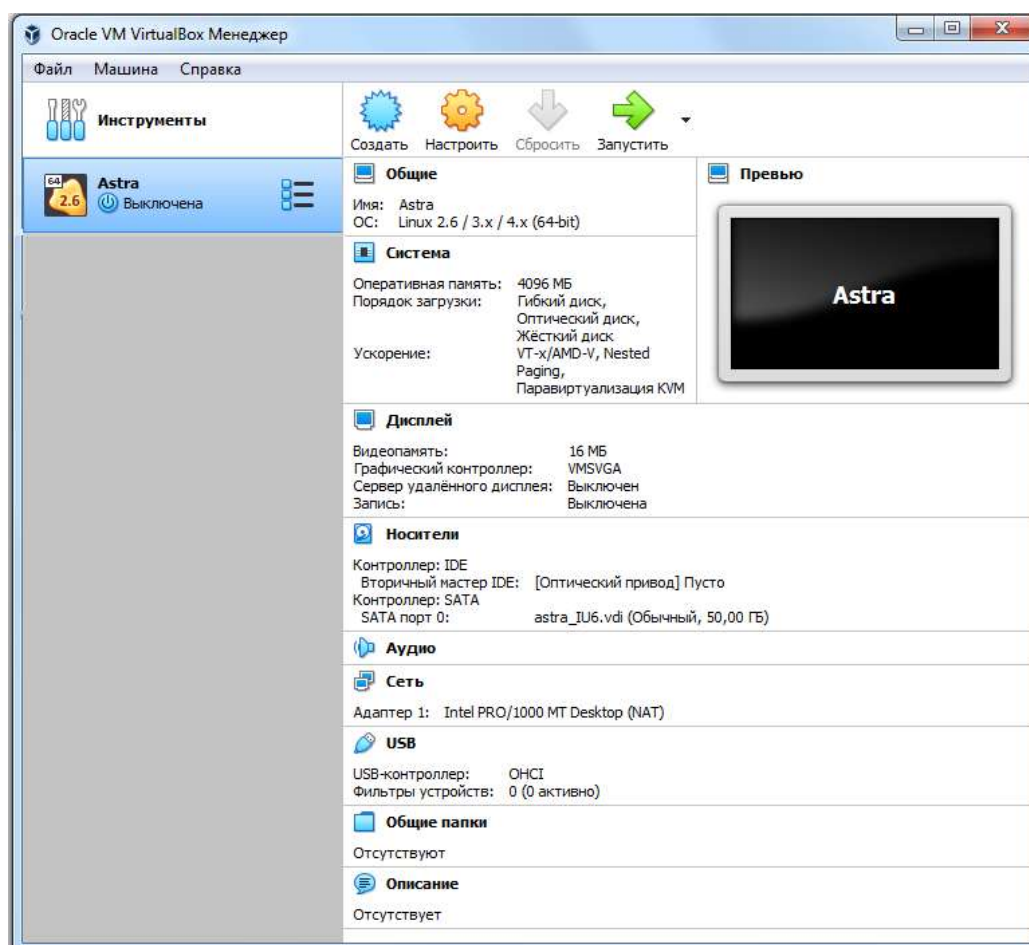 Oracle VM VirtualBox Менеджер
Файл Машина Справка
Инструменты
Создать Настроить Сбросить Запустить
64
2.6
Astra
Выключена
Общие
Имя: Astra
ОС: Linux 2.6 / 3.x / 4.x (64-bit)
Превью
Astra
Система
Оперативная память: 4096 МБ
Порядок загрузки: Гибкий диск,
Оптический диск,
Жёсткий диск
Ускорение: VT-x/AMD-V, Nested
Paging,
Паравиртуализация KVM
Дисплей
Видеопамять: 16 МБ
Графический контроллер: VMSVGA
Сервер удалённого дисплея: Выключен
Запись: Выключена
Носители
Контроллер: IDE
Вторичный мастер IDE: [Оптический привод] Пусто
Контроллер: SATA
SATA порт 0: astra_IU6.vdi (Обычный, 50,00 ГБ)
Аудио
Сеть
Адаптер 1: Intel PRO/1000 MT Desktop (NAT)
USB
USB-контроллер: OHCI
Фильтры устройств: 0 (0 активно)
Общие папки
Отсутствуют
Описание
Отсутствует